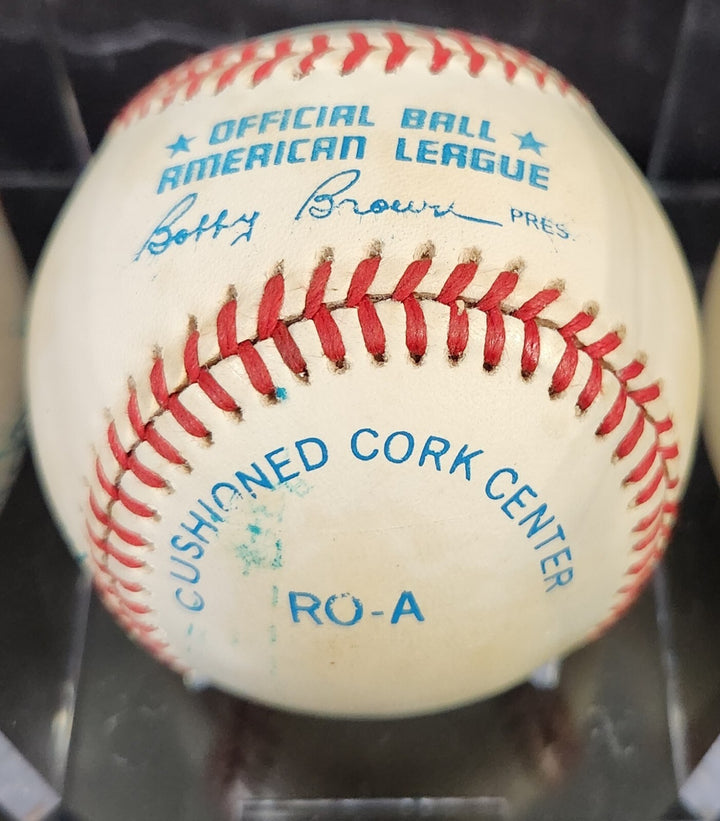 ★ OFFICIAL BALL ★
AMERICAN LEAGUE
Bobby Brown PRES.
CUSHIONED CORK CENTER
RO-A